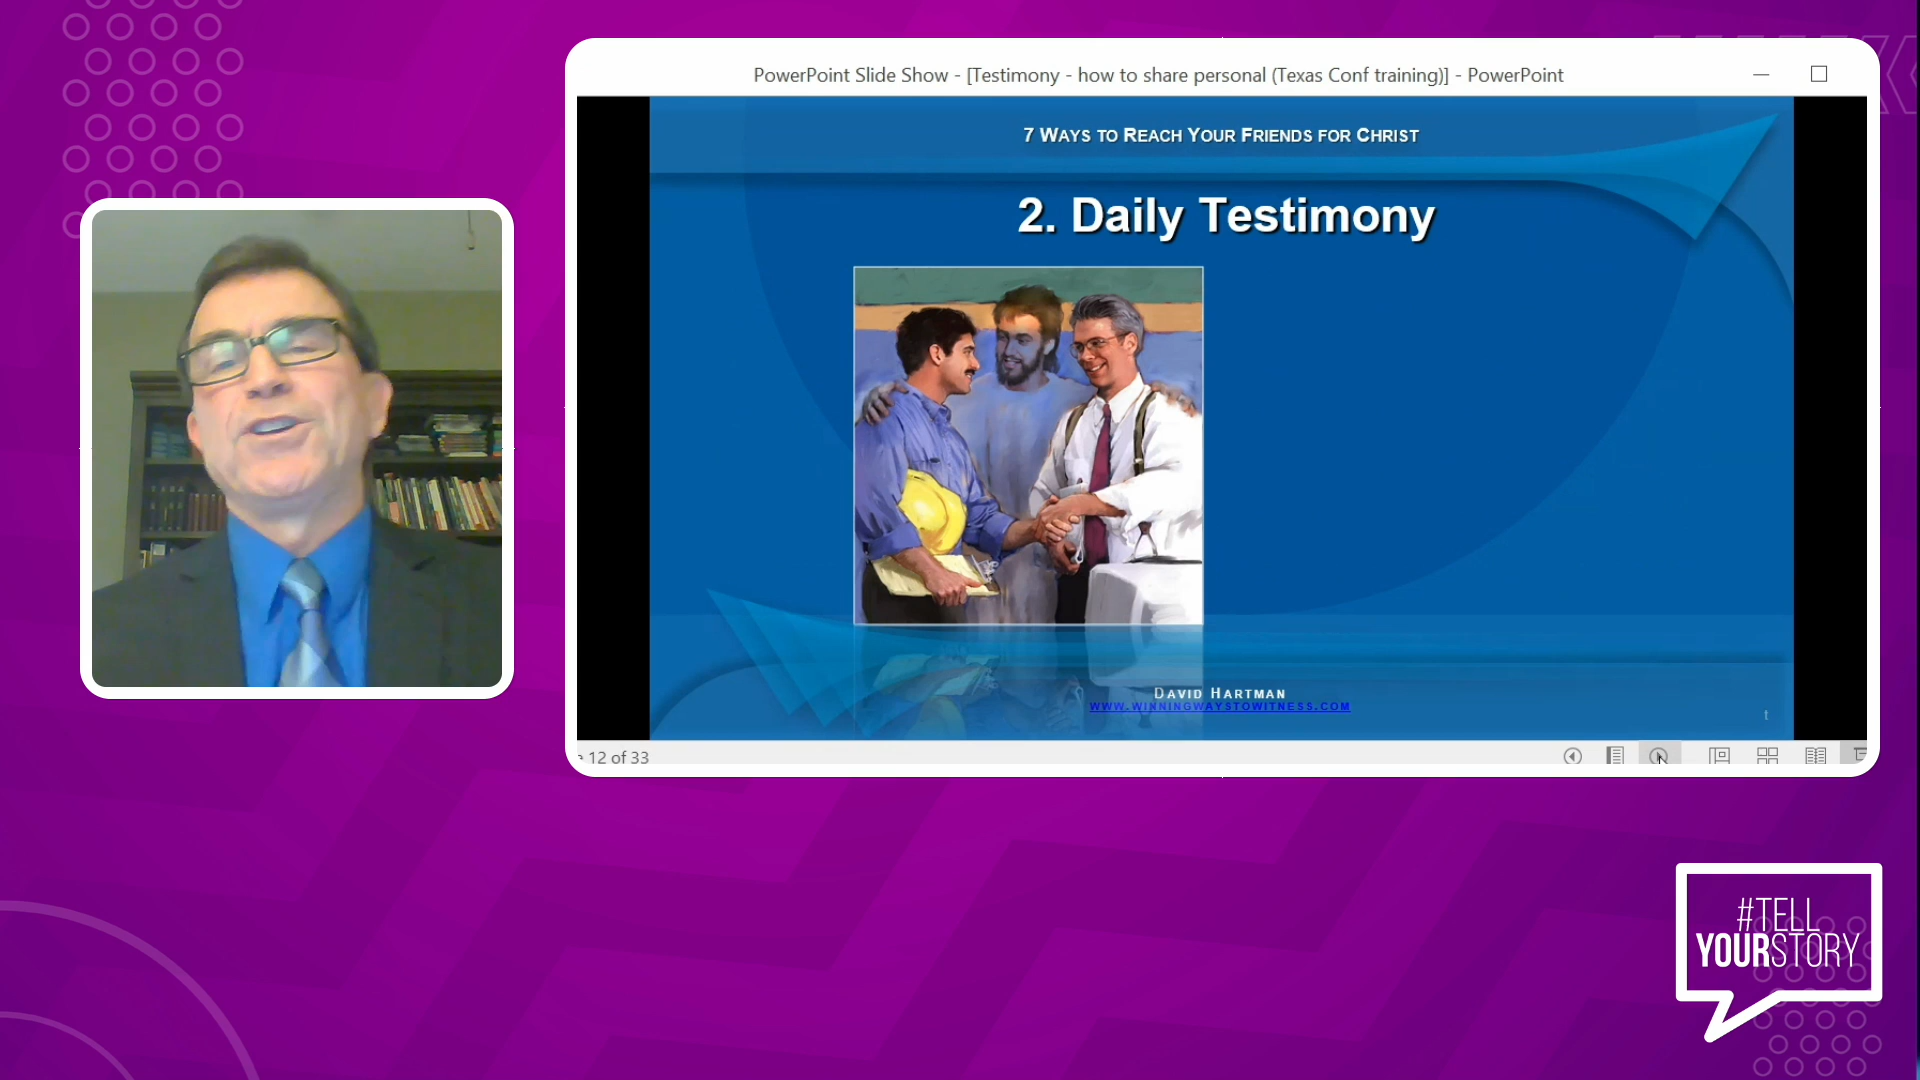 PowerPoint Slide Show - [Testimony - how to share personal (Texas Conf training)] - PowerPoint
7 WAYS TO REACH YOUR FRIENDS FOR CHRIST
2. Daily Testimony
DAVID HARTMAN
WWW.WINNINGWAYSTOWITNESS.COM
t
12 of 33
#TELL
YOURSTORY